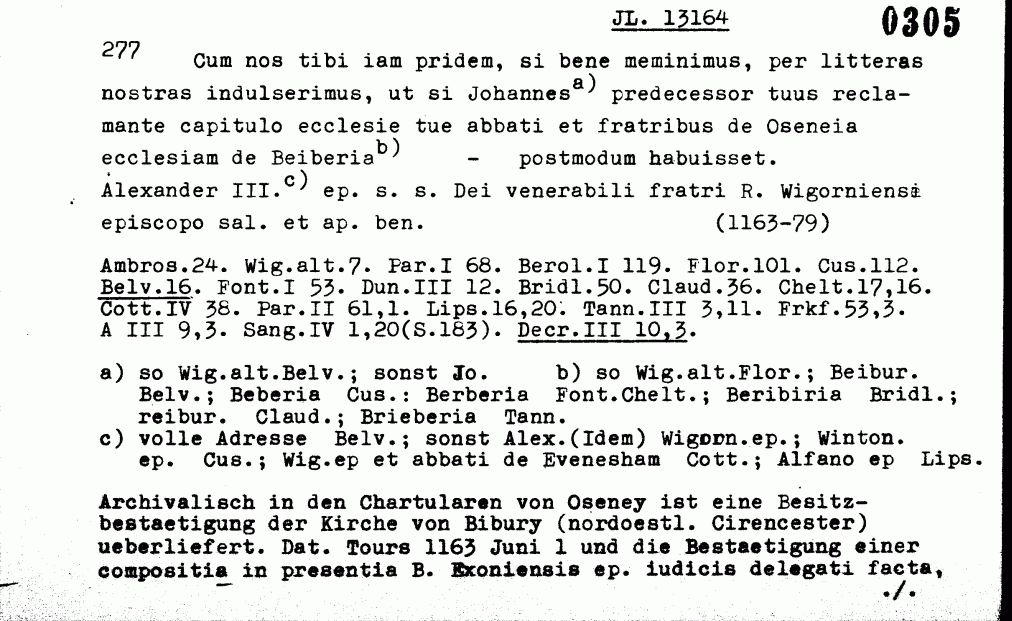 JL. 13164 0305
277 Cum nos tibi iam pridem, si bene meminimus, per litteras
nostras indulserimus, ut si Johannesa) predecessor tuus recla-
mante capitulo ecclesie tue abbati et fratribus de Oseneia
ecclesiam de Beiberiab) - postmodum habuisset.
Alexander III.c) ep. s. s. Dei venerabili fratri R. Wigorniensi
episcopo sal. et ap. ben. (1163-79)
Ambros.24. Wig.alt.7. Par.I 68. Berol.I 119. Flor.101. Cus.112.
Belv.16. Font.I 53. Dun.III 12. Bridl.50. Claud.36. Chelt.17,16.
Cott.IV 38. Par.II 61,1. Lips.16,20. Tann.III 3,11. Frkf.53,3.
A III 9,3. Sang.IV 1,20(S.183). Decr.III 10,3.
a) so Wig.alt.Belv.; sonst Jo. b) so Wig.alt.Flor.; Beibur.
Belv.; Beberia Cus.: Berberia Font.Chelt.; Beribiria Bridl.;
reibur. Claud.; Brieberia Tann.
c) volle Adresse Belv.; sonst Alex.(Idem) Wigorn.ep.; Winton.
ep. Cus.; Wig.ep et abbati de Evenesham Cott.; Alfano ep Lips.
Archivalisch in den Chartularen von Oseney ist eine Besitz-
bestaetigung der Kirche von Bibury (nordoestl. Cirencester)
ueberliefert. Dat. Tours 1163 Juni 1 und die Bestaetigung einer
compositia in presentia B. Exoniensis ep. iudicis delegati facta,
./.